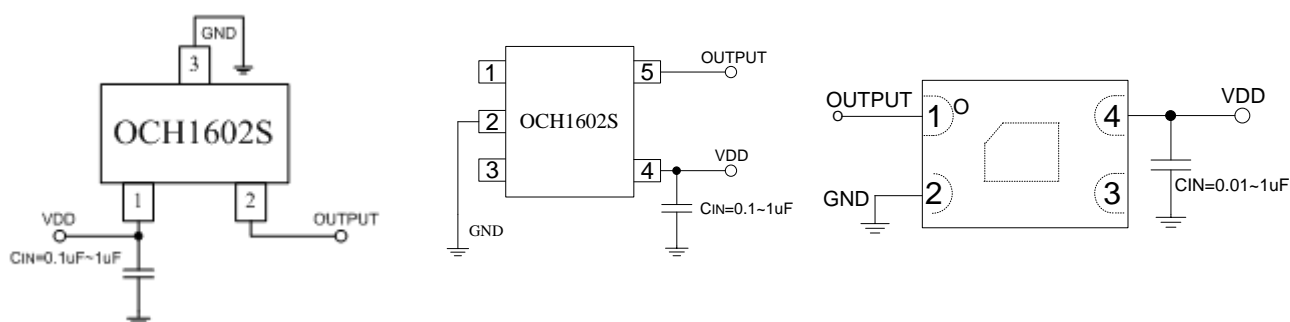 GND
3
OCH1602S
1
2
VDD
OUTPUT
CIN=0.1uF~1uF
1
5
OUTPUT
2
OCH1602S
3
4
VDD
CIN=0.1~1uF
GND
OUTPUT
1
4
VDD
GND
2
3
CIN=0.01~1uF